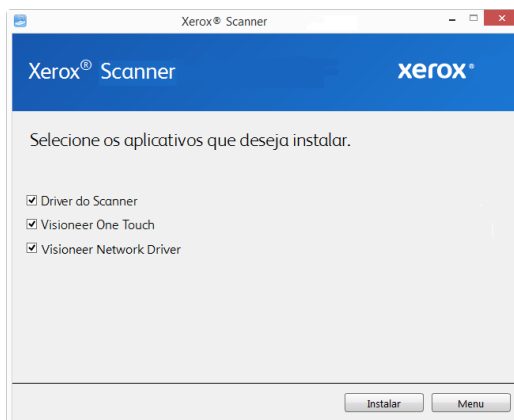 Xerox® Scanner
Xerox® Scanner
xerox®
Selecione os aplicativos que deseja instalar.
Driver do Scanner
Visioneer One Touch
Visioneer Network Driver
Instalar
Menu